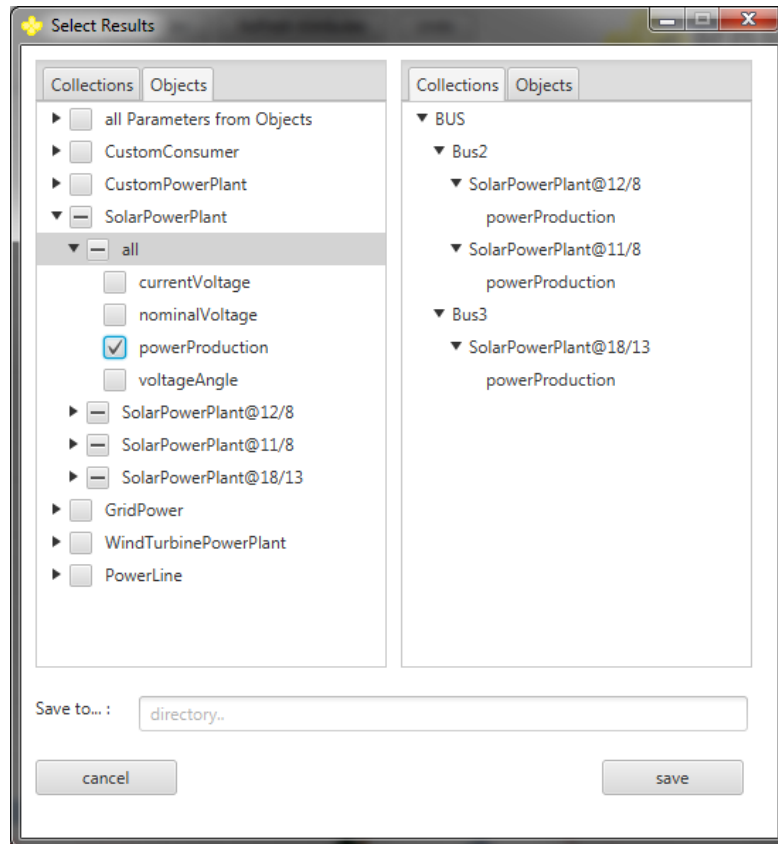 Select Results
Collections Objects
all Parameters from Objects
CustomConsumer
CustomPowerPlant
SolarPowerPlant
all
currentVoltage
nominalVoltage
powerProduction
voltageAngle
SolarPowerPlant@12/8
SolarPowerPlant@11/8
SolarPowerPlant@18/13
GridPower
WindTurbinePowerPlant
PowerLine
Collections Objects
BUS
Bus2
SolarPowerPlant@12/8
powerProduction
SolarPowerPlant@11/8
powerProduction
Bus3
SolarPowerPlant@18/13
powerProduction
Save to... :
directory..
cancel
save